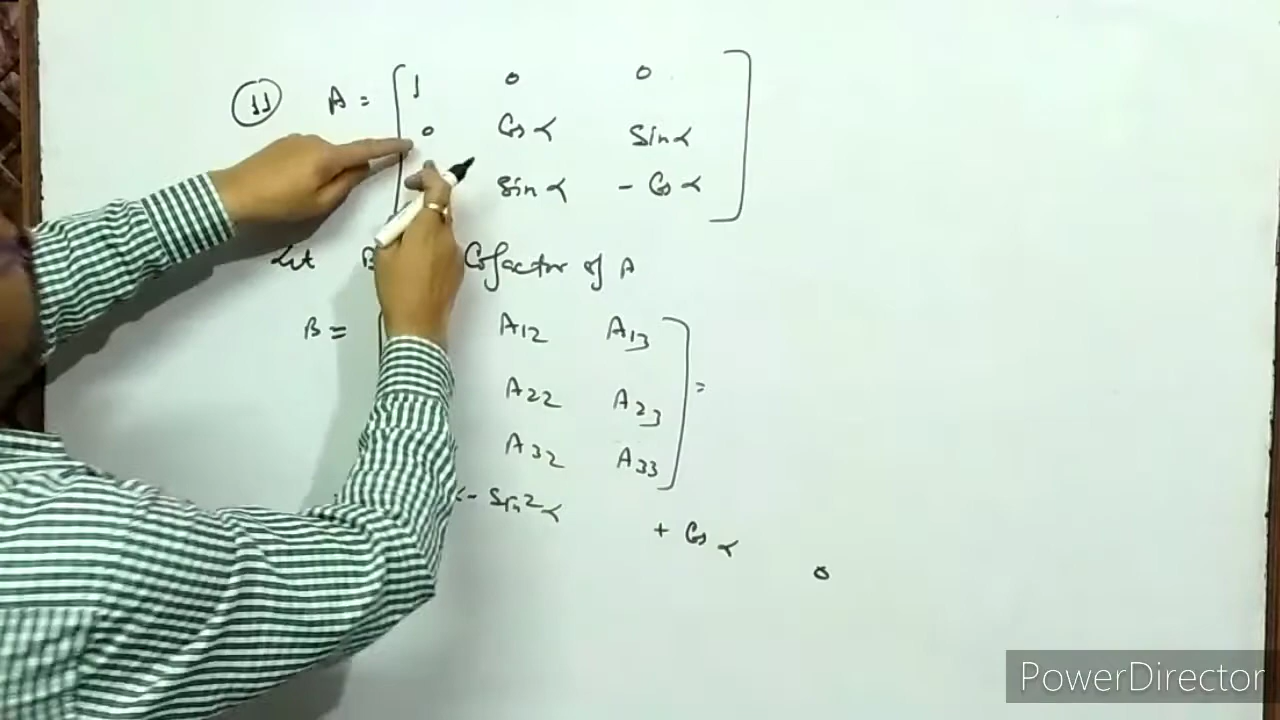 11 A = [ 1 0 0
0 Cos α Sin α
Sin α - Cos α ]
Let B Cofactor of A
B = [ A12 A13
A22 A23 ] =
A32 A33
- Sin²α
+ Cos α
0
PowerDirector